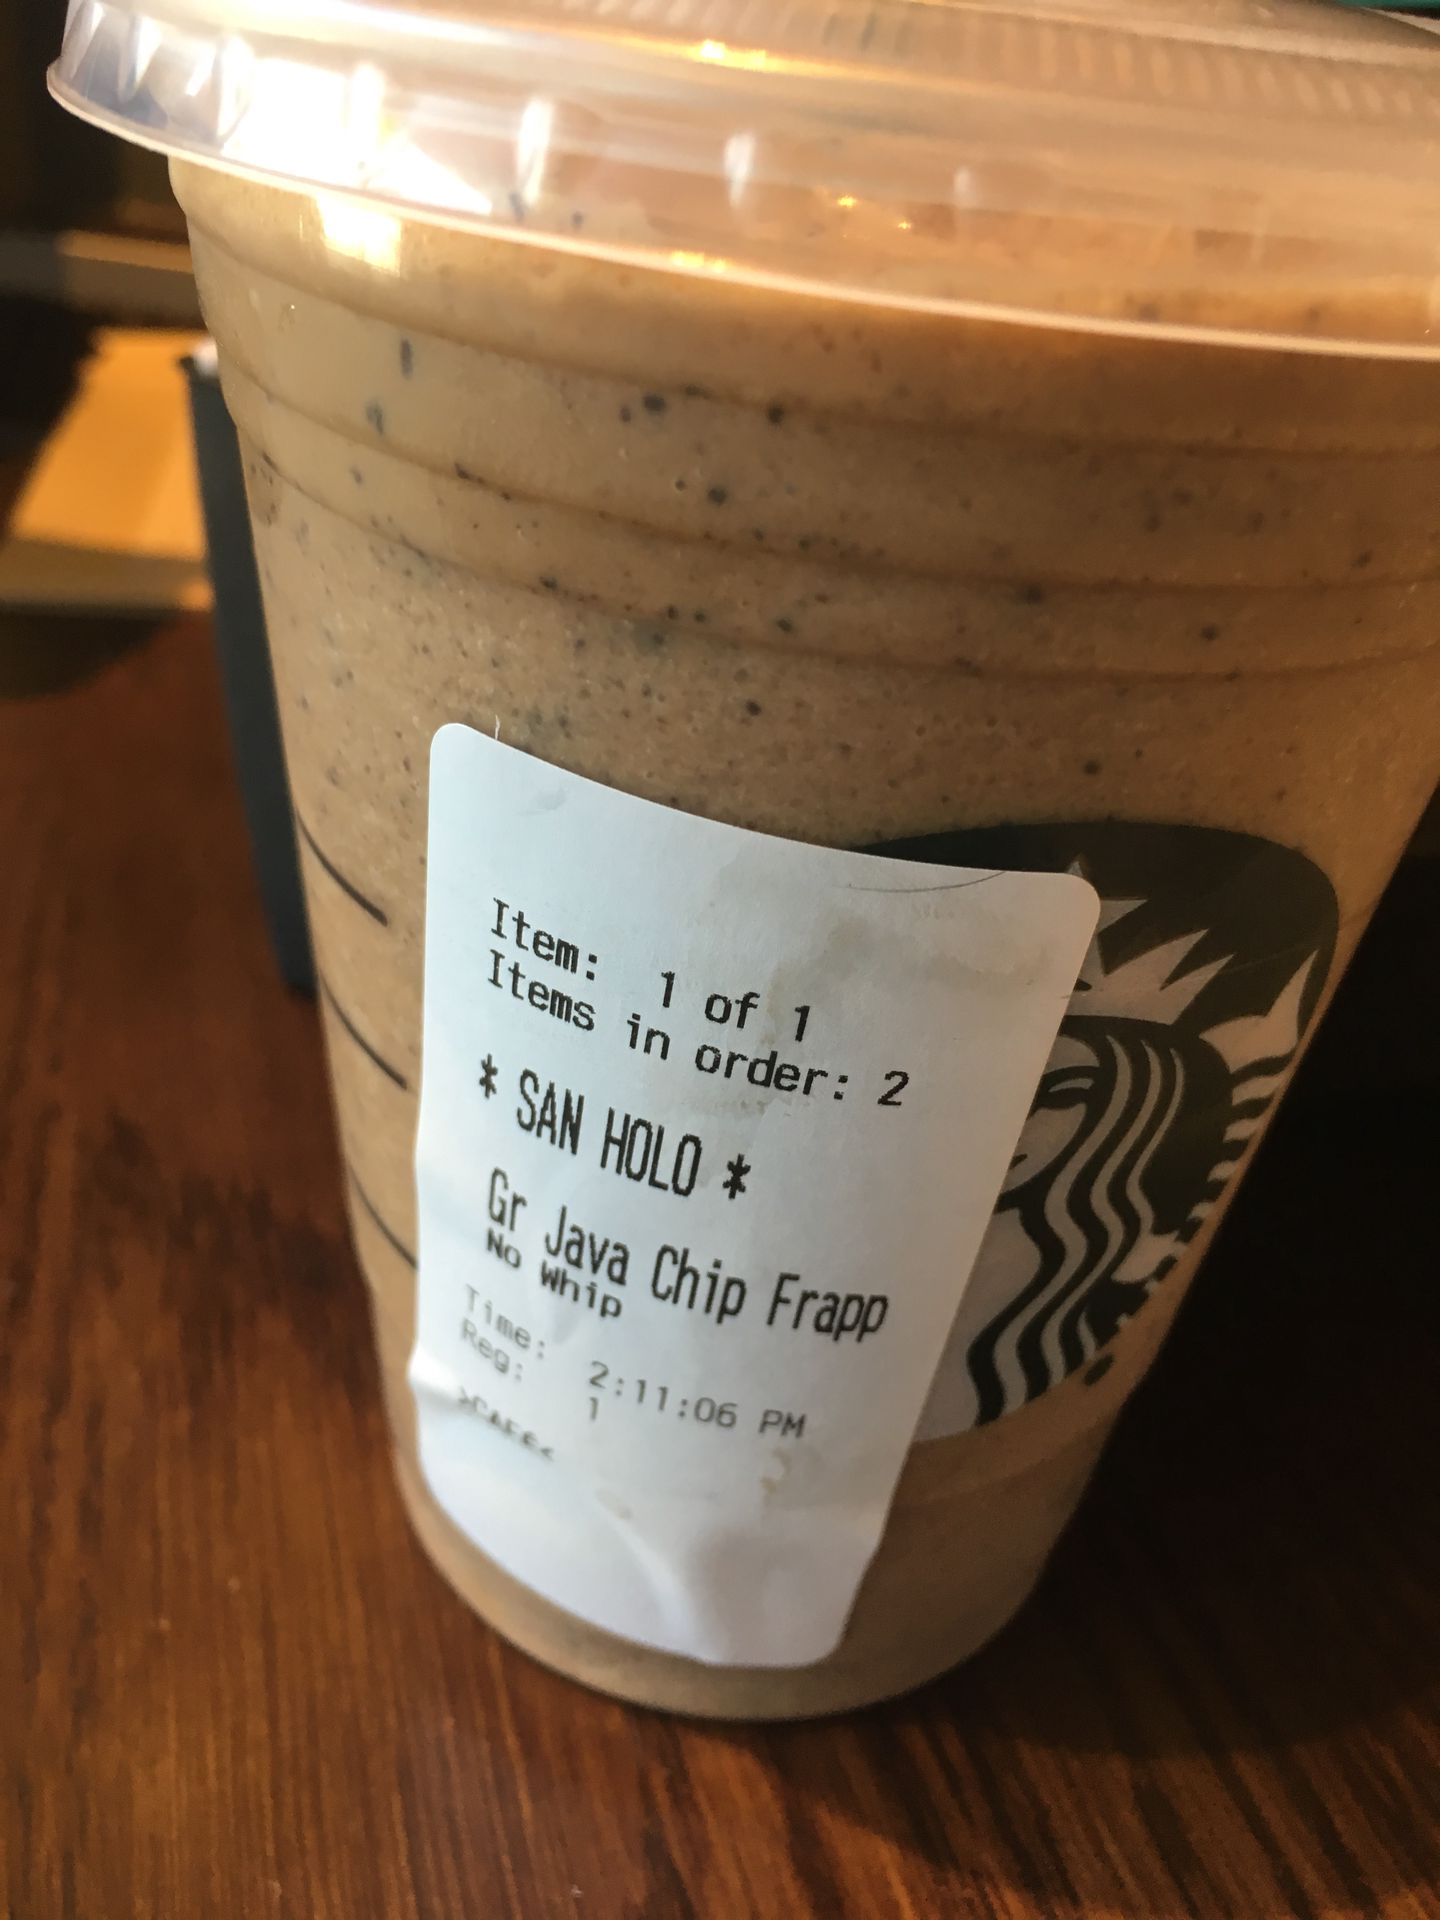 Item: 1 of 1
Items in order: 2
* SAN HOLO *
Gr Java Chip Frapp
No Whip
Time: 2:11:06 PM
Reg: 1
>CAFE<